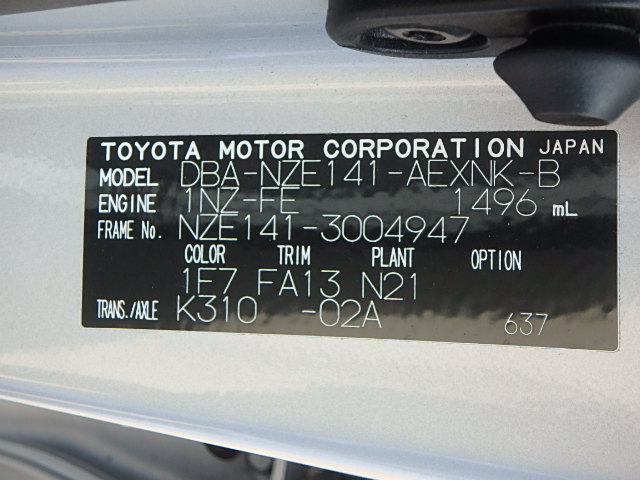 TOYOTA MOTOR CORPORATION JAPAN
MODEL DBA-NZE141-AEXNK-B
ENGINE 1NZ-FE 1496 mL
FRAME No. NZE141-3004947
COLOR TRIM PLANT OPTION
1F7 FA13 N21
TRANS./AXLE K310 -02A
637